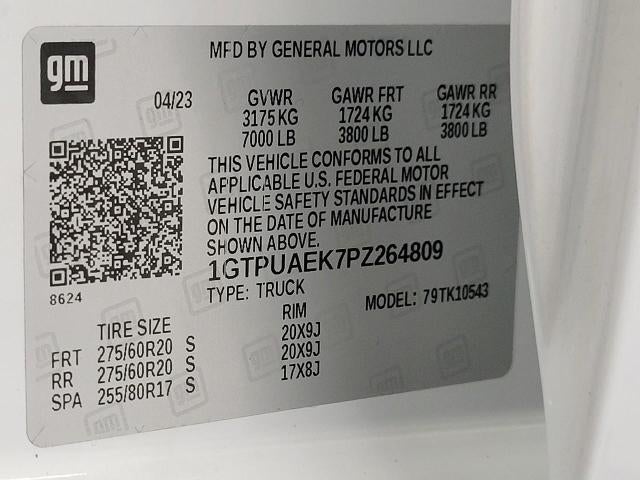 gm
MFD BY GENERAL MOTORS LLC
04/23 GVWR GAWR FRT GAWR RR
3175 KG 1724 KG 1724 KG
7000 LB 3800 LB 3800 LB
THIS VEHICLE CONFORMS TO ALL
APPLICABLE U.S. FEDERAL MOTOR
VEHICLE SAFETY STANDARDS IN EFFECT
ON THE DATE OF MANUFACTURE
SHOWN ABOVE.
1GTPUAEK7PZ264809
8624
TYPE: TRUCK MODEL: 79TK10543
TIRE SIZE RIM
FRT 275/60R20 S 20X9J
RR 275/60R20 S 20X9J
SPA 255/80R17 S 17X8J